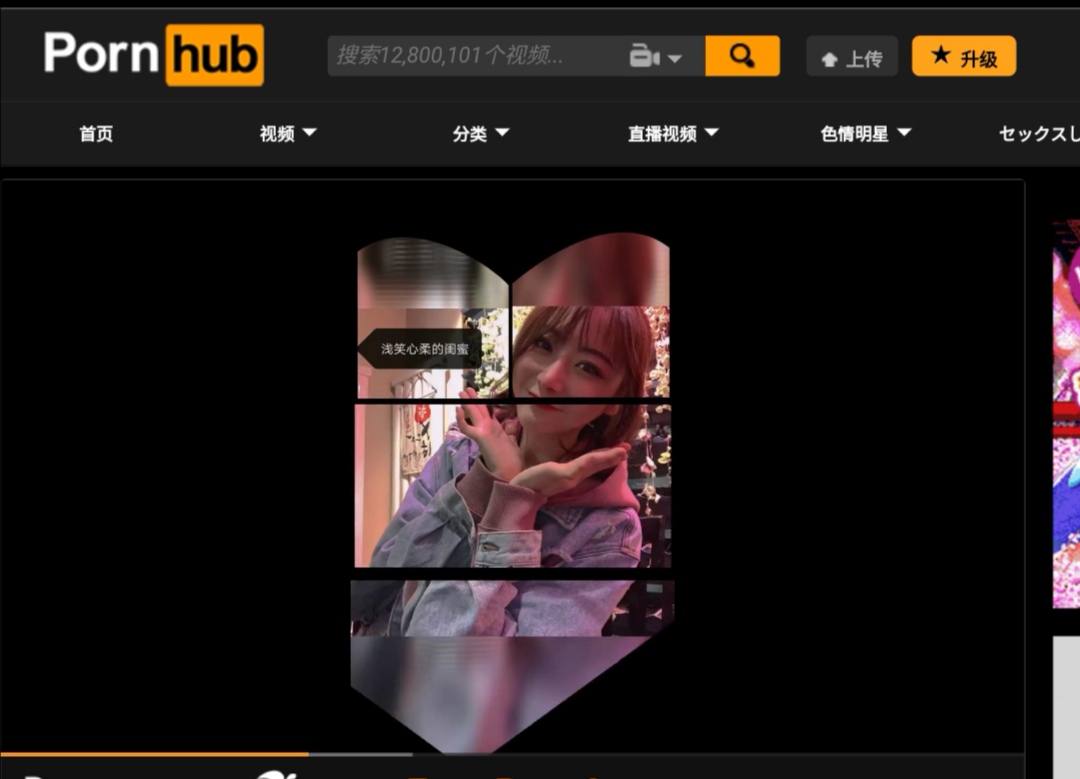 Pornhub
搜索12,800,101个视频...
上传
升级
首页
视频
分类
直播视频
色情明星
セックスし
浅笑心柔的闺蜜